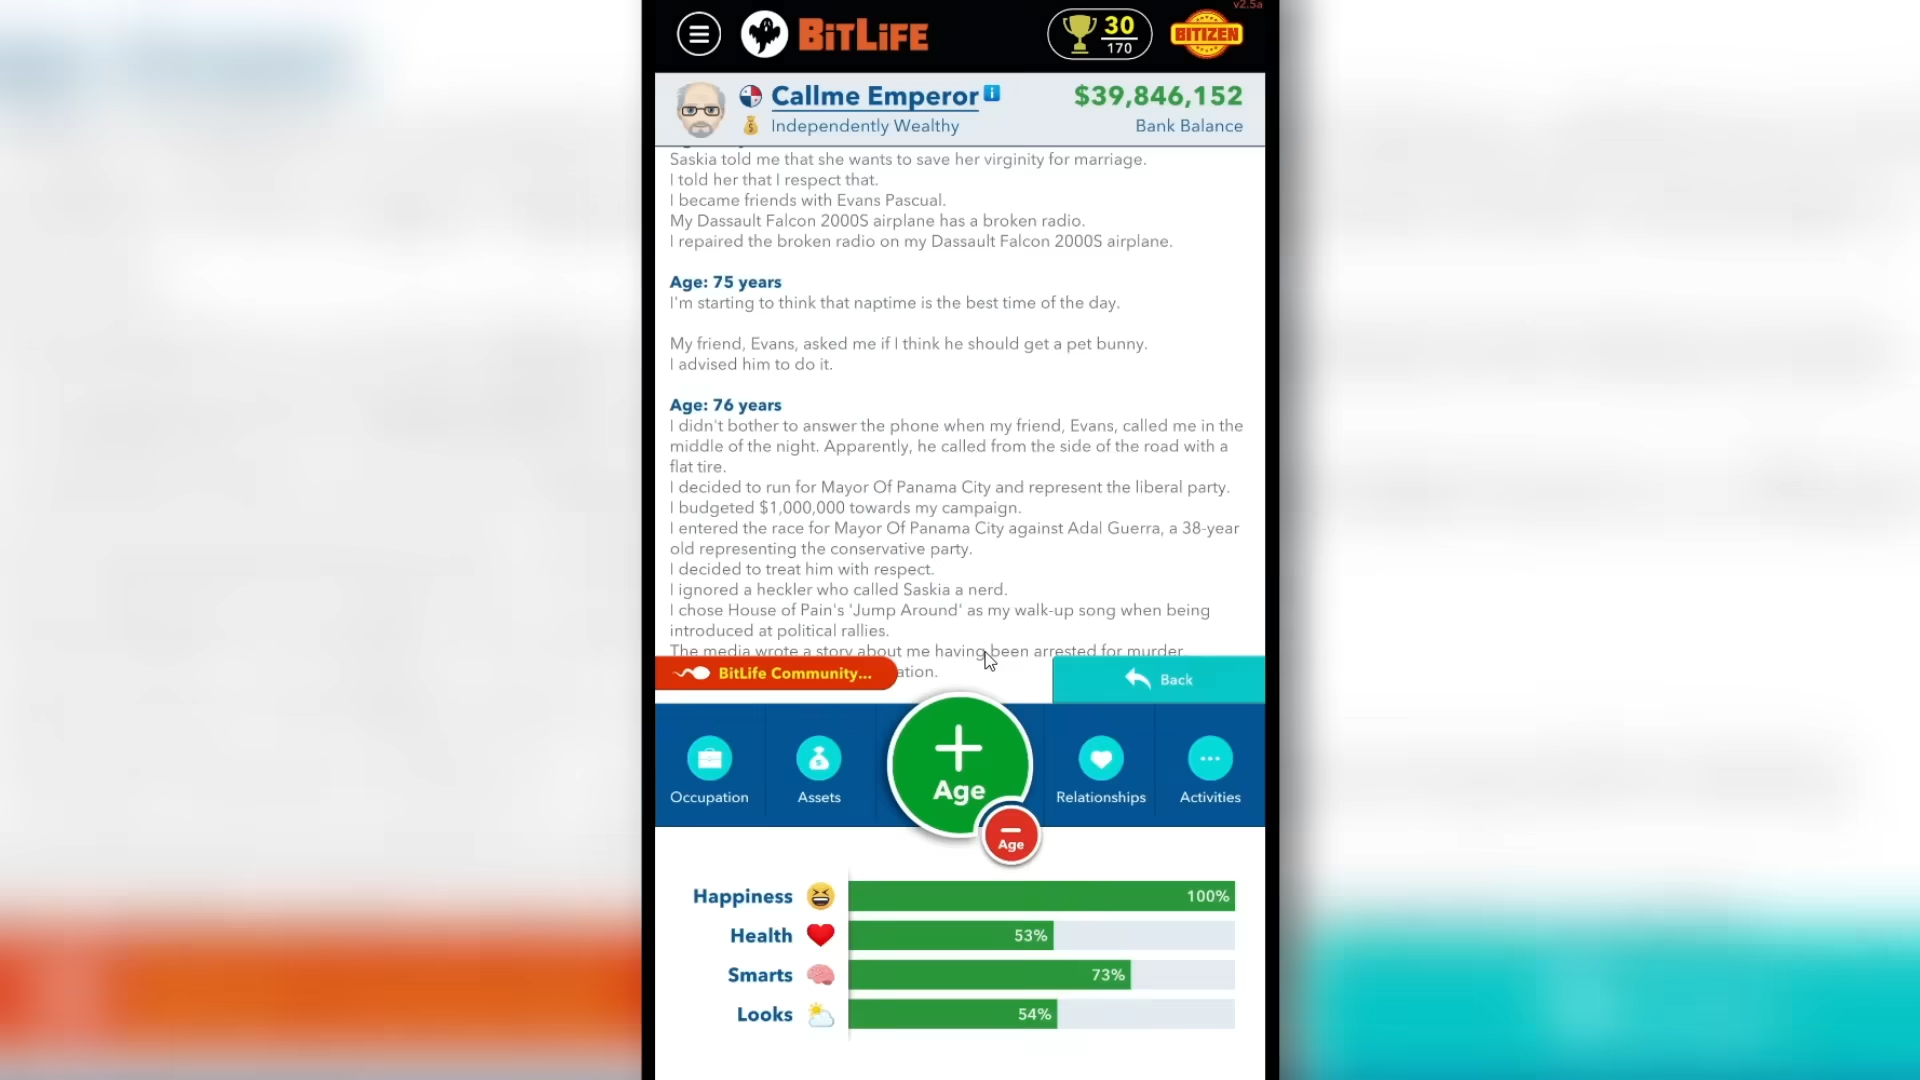 v2.5a
BITLIFE
30
170
BITIZEN
Callme Emperor
$39,846,152
Independently Wealthy
Bank Balance
Saskia told me that she wants to save her virginity for marriage.
I told her that I respect that.
I became friends with Evans Pascual.
My Dassault Falcon 2000S airplane has a broken radio.
I repaired the broken radio on my Dassault Falcon 2000S airplane.
Age: 75 years
I'm starting to think that naptime is the best time of the day.
My friend, Evans, asked me if I think he should get a pet bunny.
I advised him to do it.
Age: 76 years
I didn't bother to answer the phone when my friend, Evans, called me in the
middle of the night. Apparently, he called from the side of the road with a
flat tire.
I decided to run for Mayor Of Panama City and represent the liberal party.
I budgeted $1,000,000 towards my campaign.
I entered the race for Mayor Of Panama City against Adal Guerra, a 38-year
old representing the conservative party.
I decided to treat him with respect.
I ignored a heckler who called Saskia a nerd.
I chose House of Pain's 'Jump Around' as my walk-up song when being
introduced at political rallies.
The media wrote a story about me having been arrested for murder.
BitLife Community...
ation.
Back
Occupation
Assets
Age
Relationships
Activities
Age
Happiness 100%
Health 53%
Smarts 73%
Looks 54%